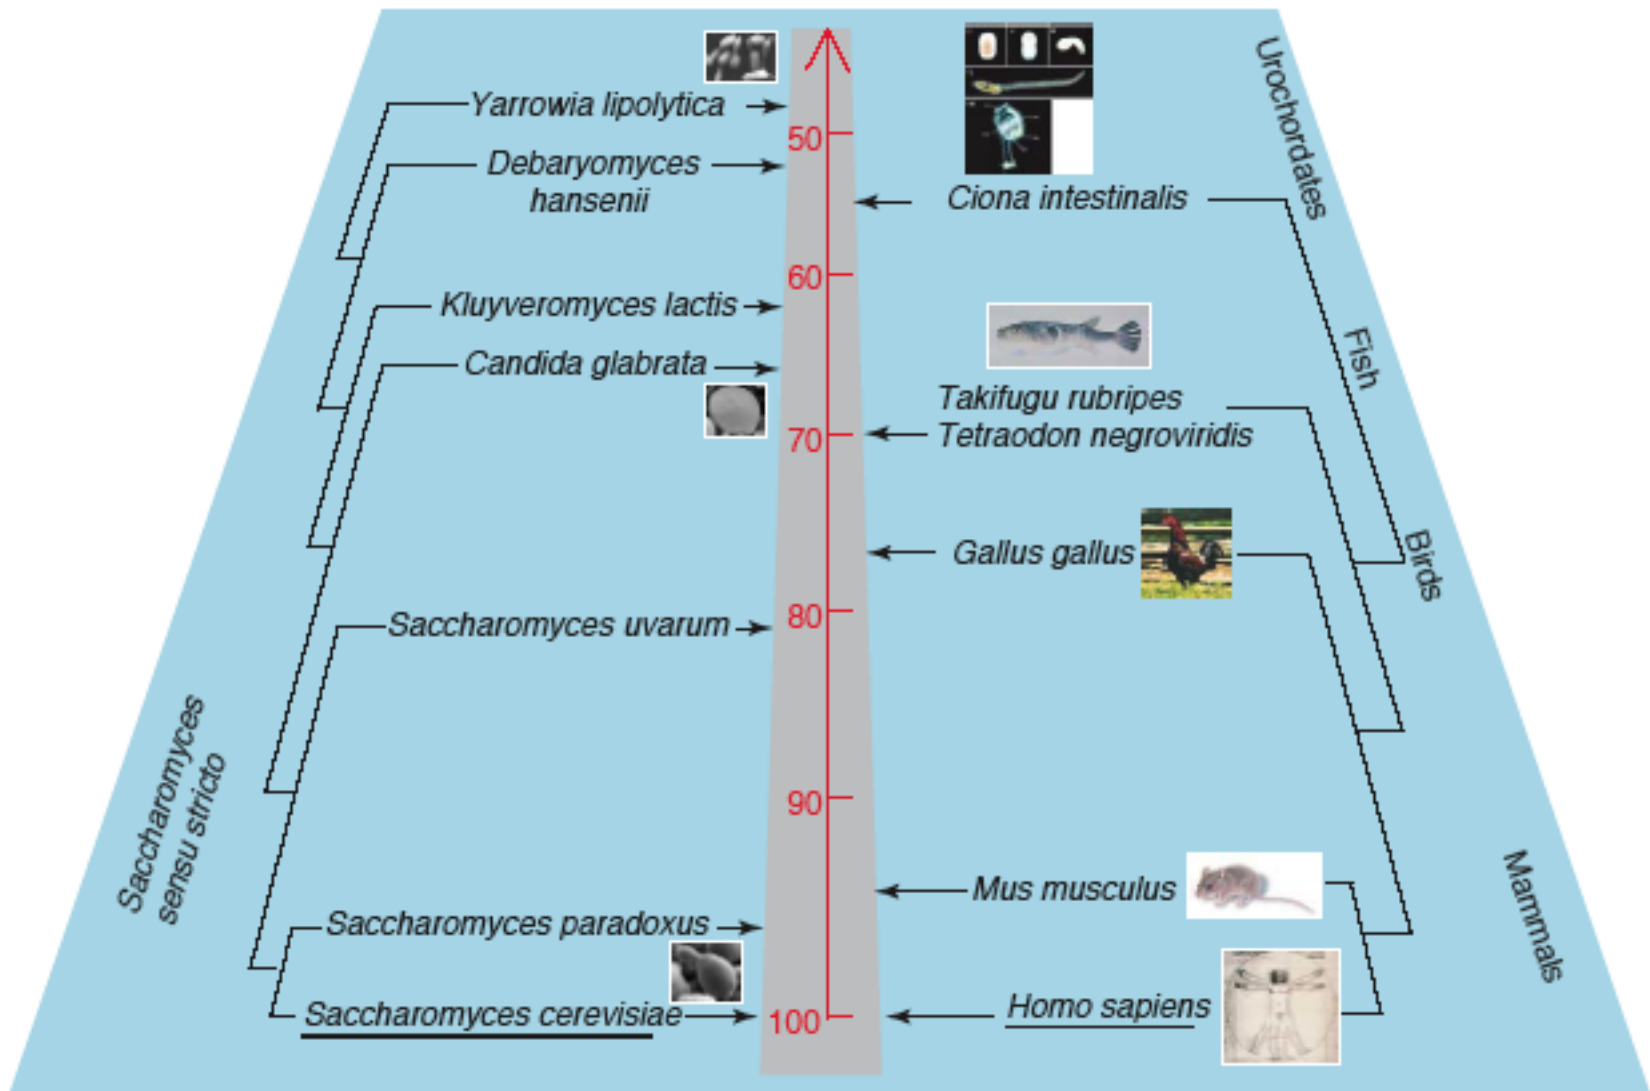 Yarrowia lipolytica
50
Urochordates
Debaryomyces
hansenii
Ciona intestinalis
60
Kluyveromyces lactis
Fish
Candida glabrata
Takifugu rubripes
70
Tetraodon negroviridis
Gallus gallus
Birds
80
Saccharomyces uvarum
Saccharomyces
sensu stricto
90
Mus musculus
Mammals
Saccharomyces paradoxus
Saccharomyces cerevisiae
100
Homo sapiens